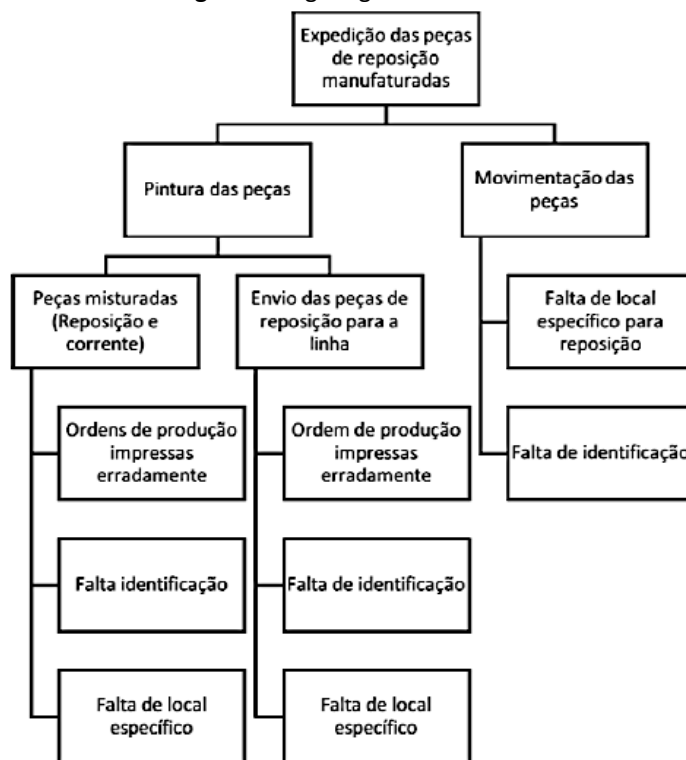 Expedição das peças
de reposição
manufaturadas
Pintura das peças
Movimentação das
peças
Peças misturadas
(Reposição e
corrente)
Envio das peças de
reposição para a
linha
Falta de local
específico para
reposição
Ordens de produção
impressas
erradamente
Ordem de produção
impressas
erradamente
Falta de identificação
Falta identificação
Falta de identificação
Falta de local
específico
Falta de local
específico